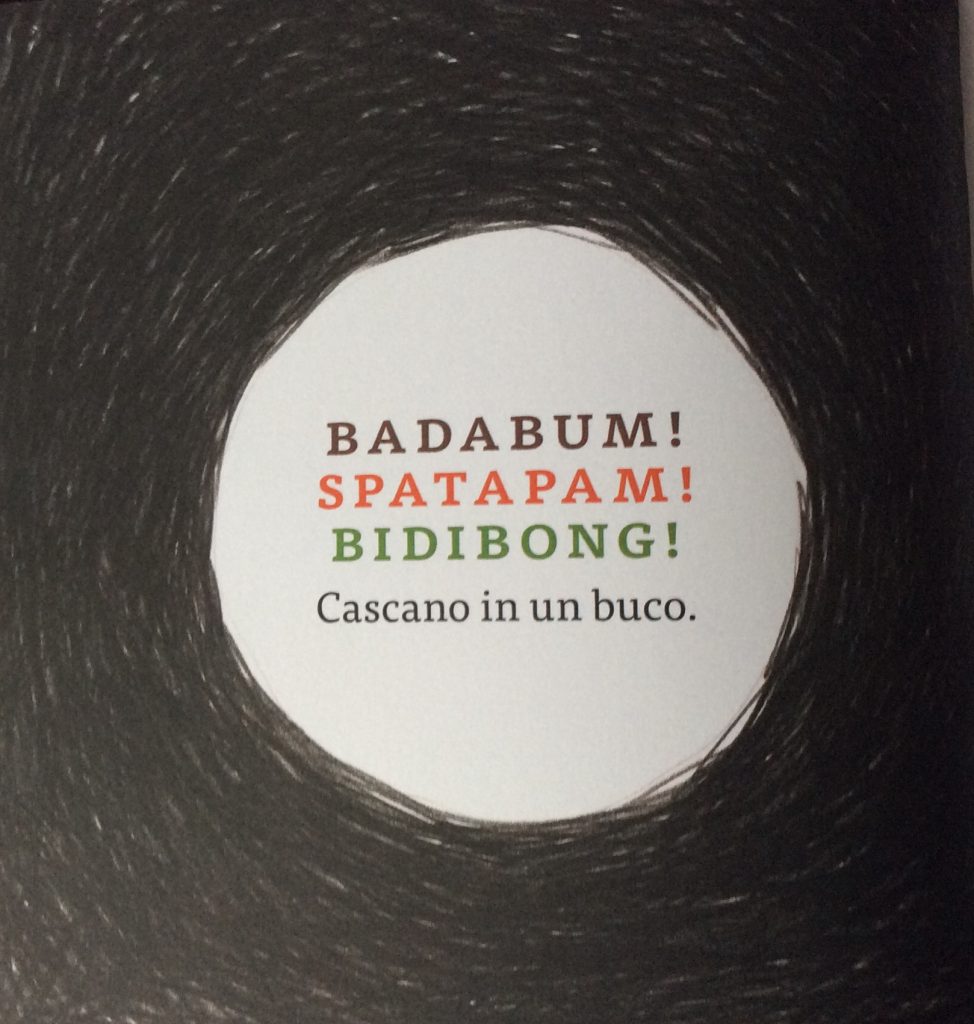 BADABUM!
SPATAPAM!
BIDIBONG!
Cascano in un buco.